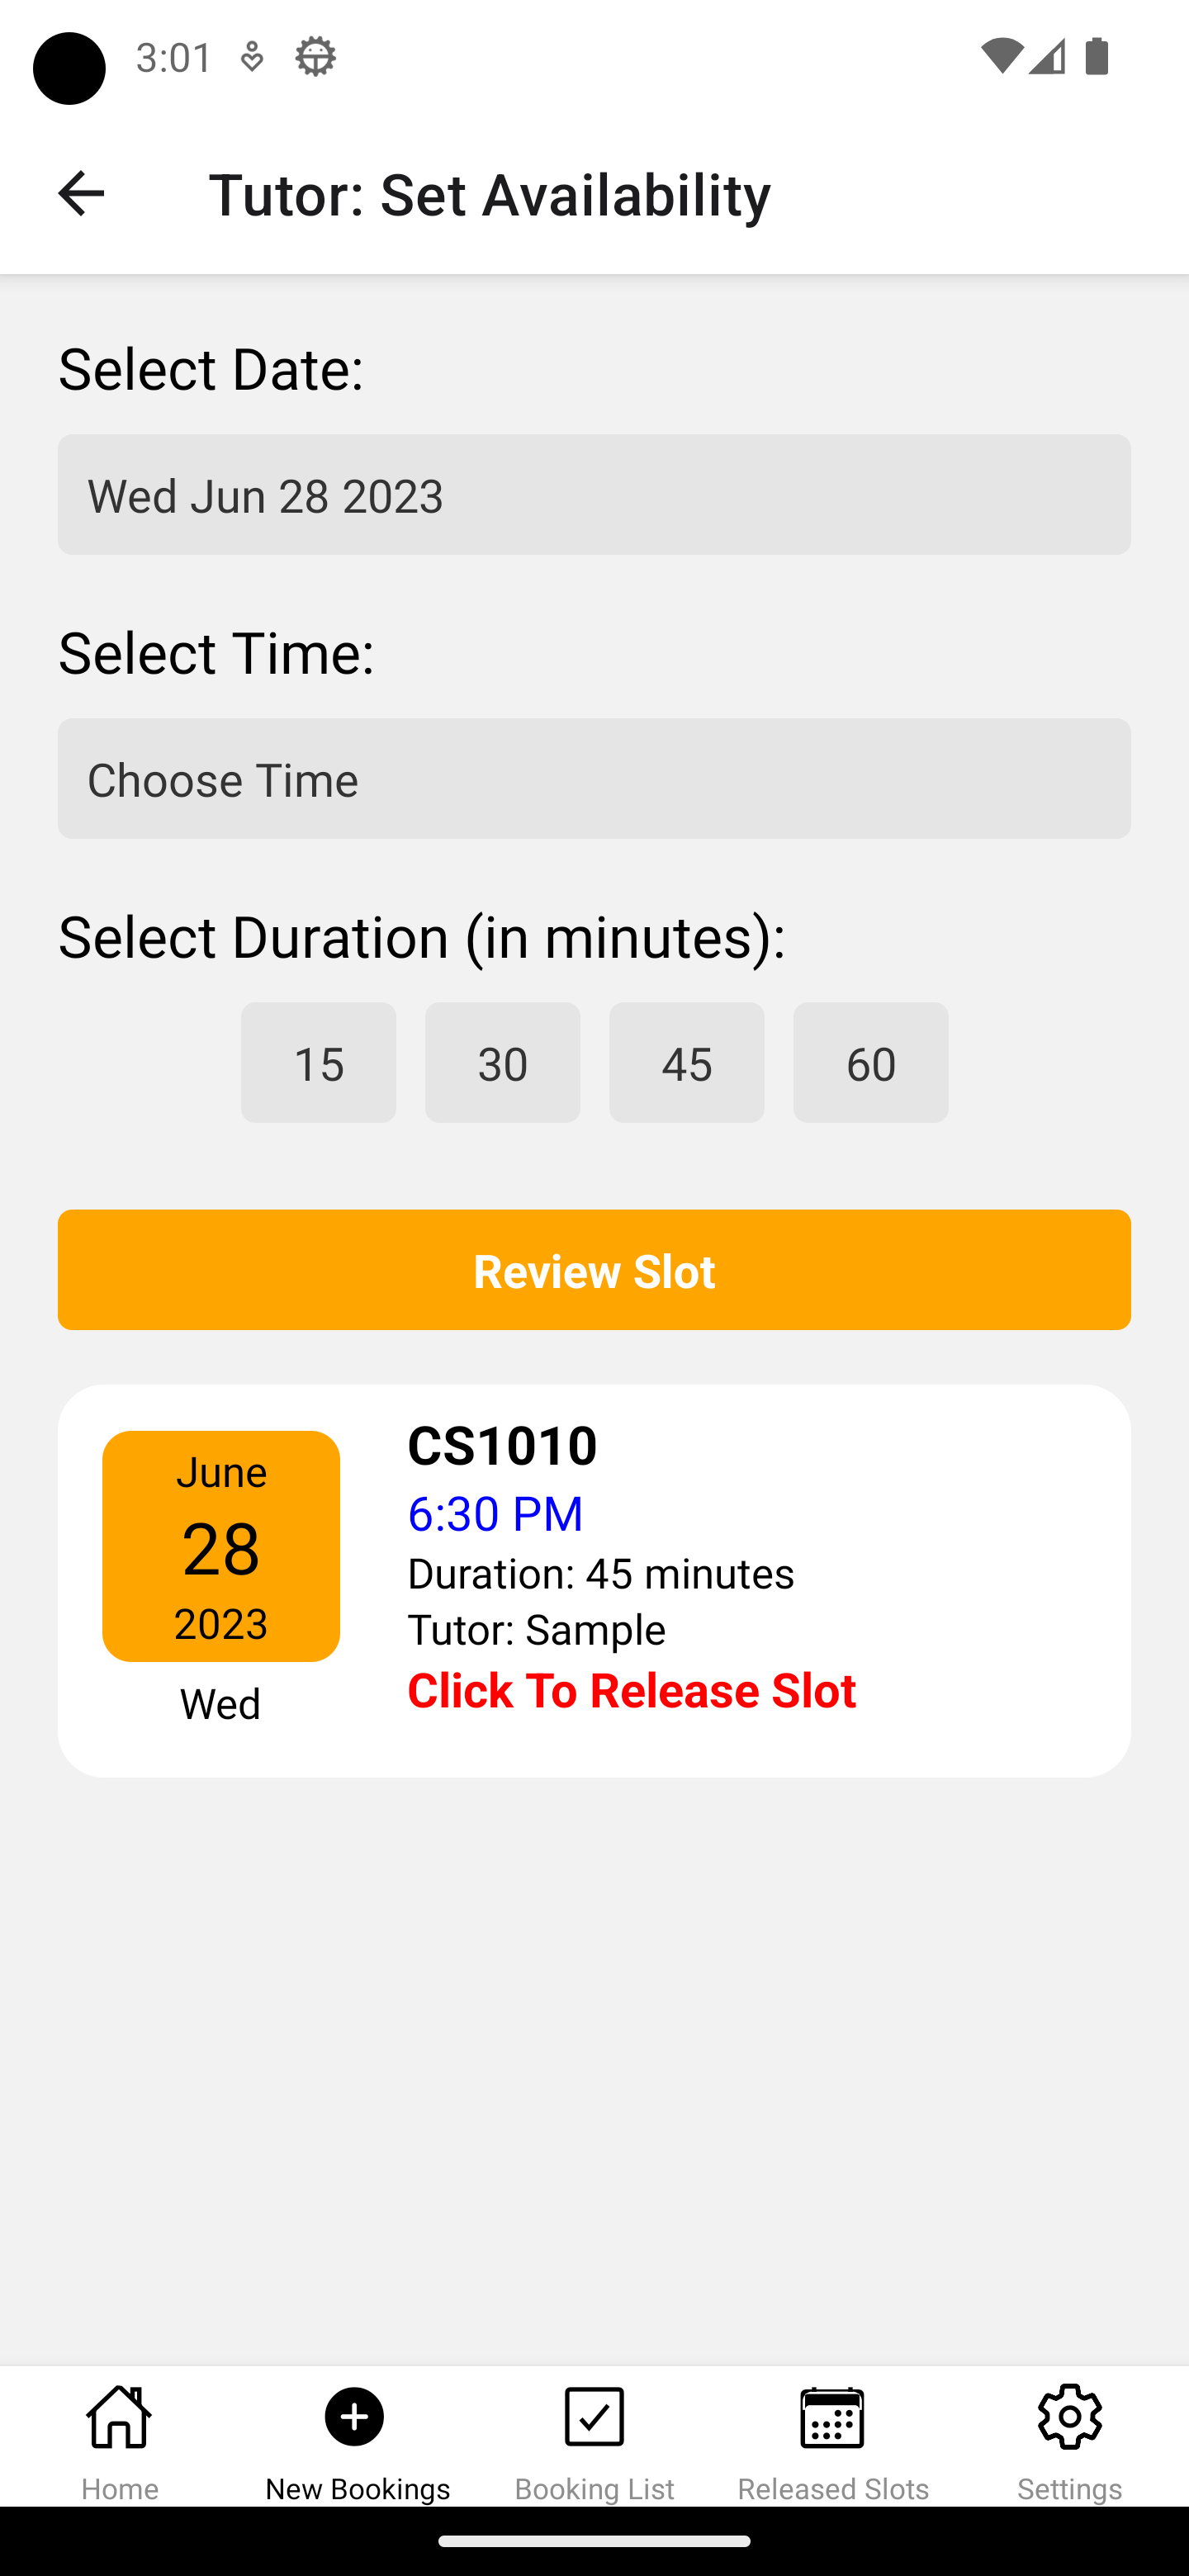 3:01
Tutor: Set Availability
Select Date:
Wed Jun 28 2023
Select Time:
Choose Time
Select Duration (in minutes):
15 30 45 60
Review Slot
June
28
2023
Wed
CS1010
6:30 PM
Duration: 45 minutes
Tutor: Sample
Click To Release Slot
Home New Bookings Booking List Released Slots Settings